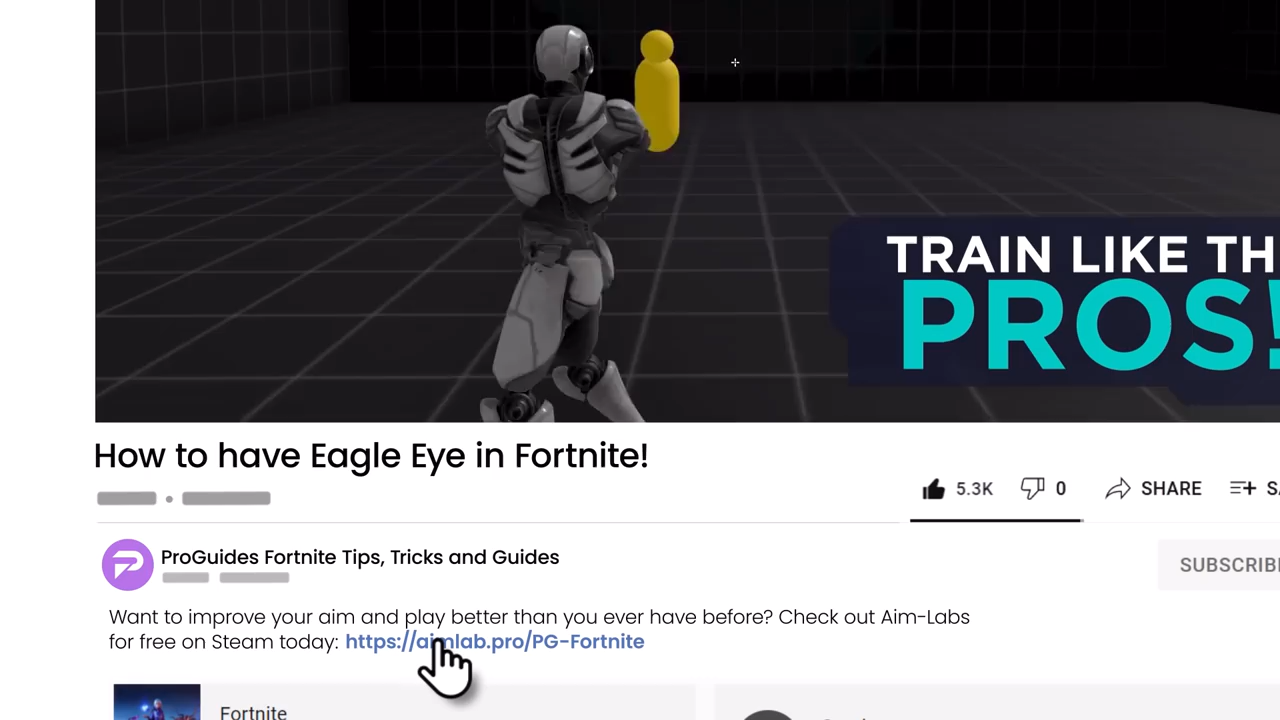 TRAIN LIKE TH
PROS!
How to have Eagle Eye in Fortnite!
5.3K 0 SHARE SA
ProGuides Fortnite Tips, Tricks and Guides
SUBSCRIBE
Want to improve your aim and play better than you ever have before? Check out Aim-Labs
for free on Steam today: https://aimlab.pro/PG-Fortnite
Fortnite